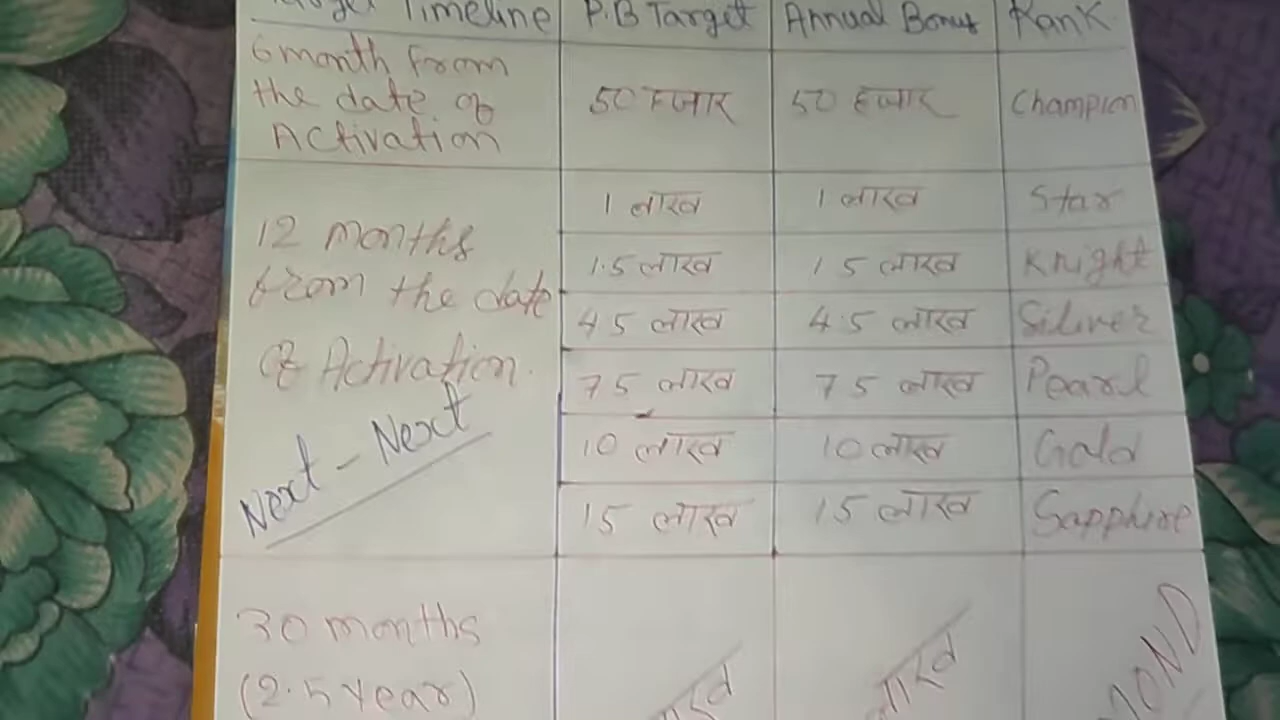 Timeline P.B Target Annual Bonus Rank
6 month from
the date of
Activation
50 हजार 50 हजार Champion
12 months
from the date
of Activation.
Next - Next
1 लाख 1 लाख Star
1.5 लाख 1 5 लाख Knight
4 5 लाख 4.5 लाख Siliver
7 5 लाख 7 5 लाख Pearl
10 लाख 10 लाख Gold
15 लाख 15 लाख Sapphire
30 months
(2.5 year)